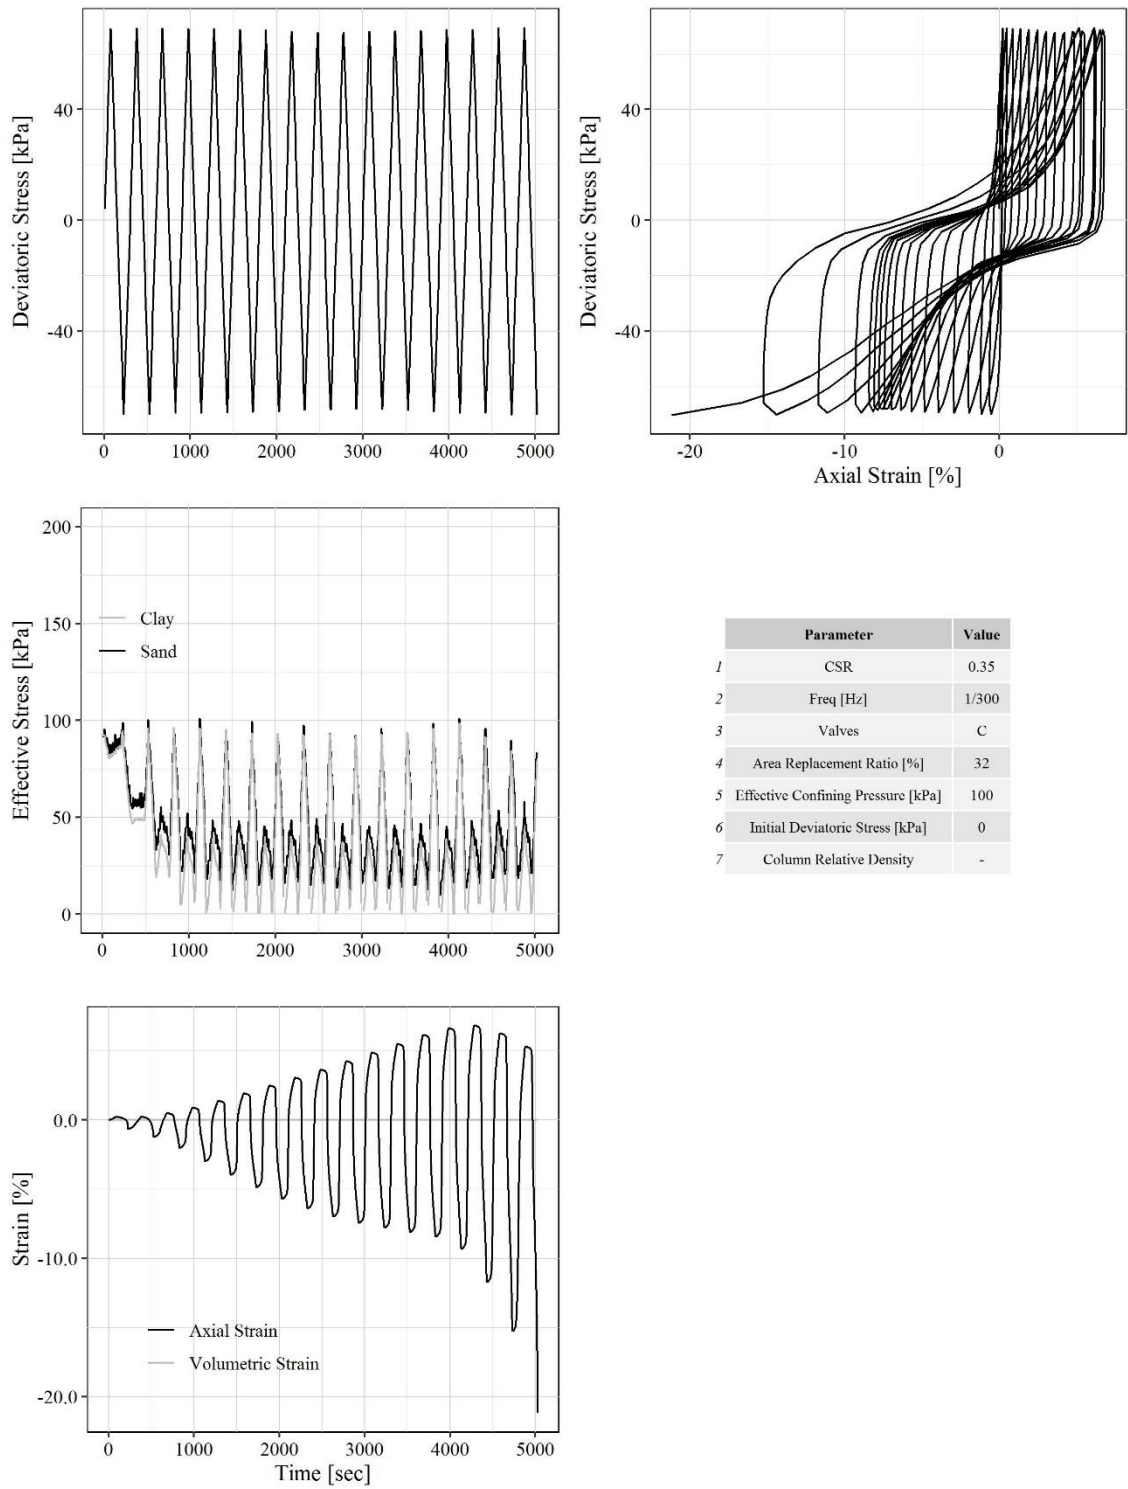 Deviatoric Stress [kPa]
40
0
-40
0 1000 2000 3000 4000 5000
Deviatoric Stress [kPa]
40
0
-40
-20 -10 0
Axial Strain [%]
Effective Stress [kPa]
200
150
100
50
0
Clay
Sand
0 1000 2000 3000 4000 5000
Parameter Value
1 CSR 0.35
2 Freq [Hz] 1/300
3 Valves C
4 Area Replacement Ratio [%] 32
5 Effective Confining Pressure [kPa] 100
6 Initial Deviatoric Stress [kPa] 0
7 Column Relative Density -
Strain [%]
0.0
-10.0
-20.0
Axial Strain
Volumetric Strain
0 1000 2000 3000 4000 5000
Time [sec]